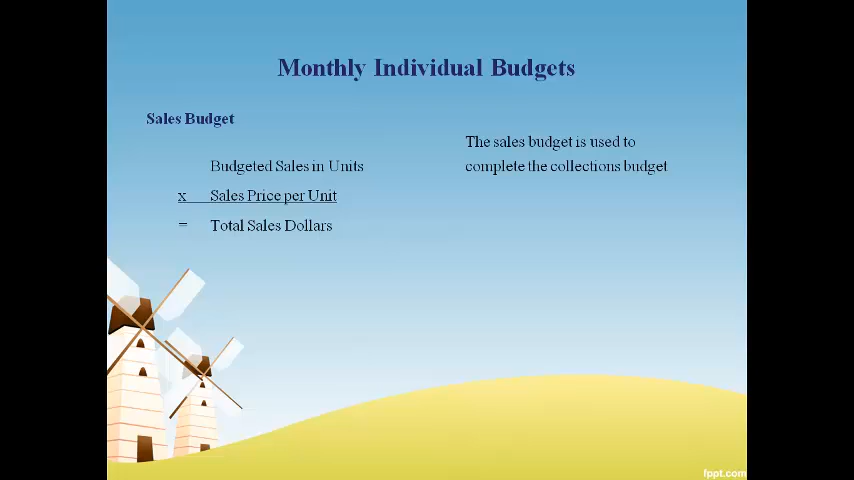 Monthly Individual Budgets
Sales Budget
Budgeted Sales in Units
x Sales Price per Unit
= Total Sales Dollars
The sales budget is used to
complete the collections budget
fppt.com